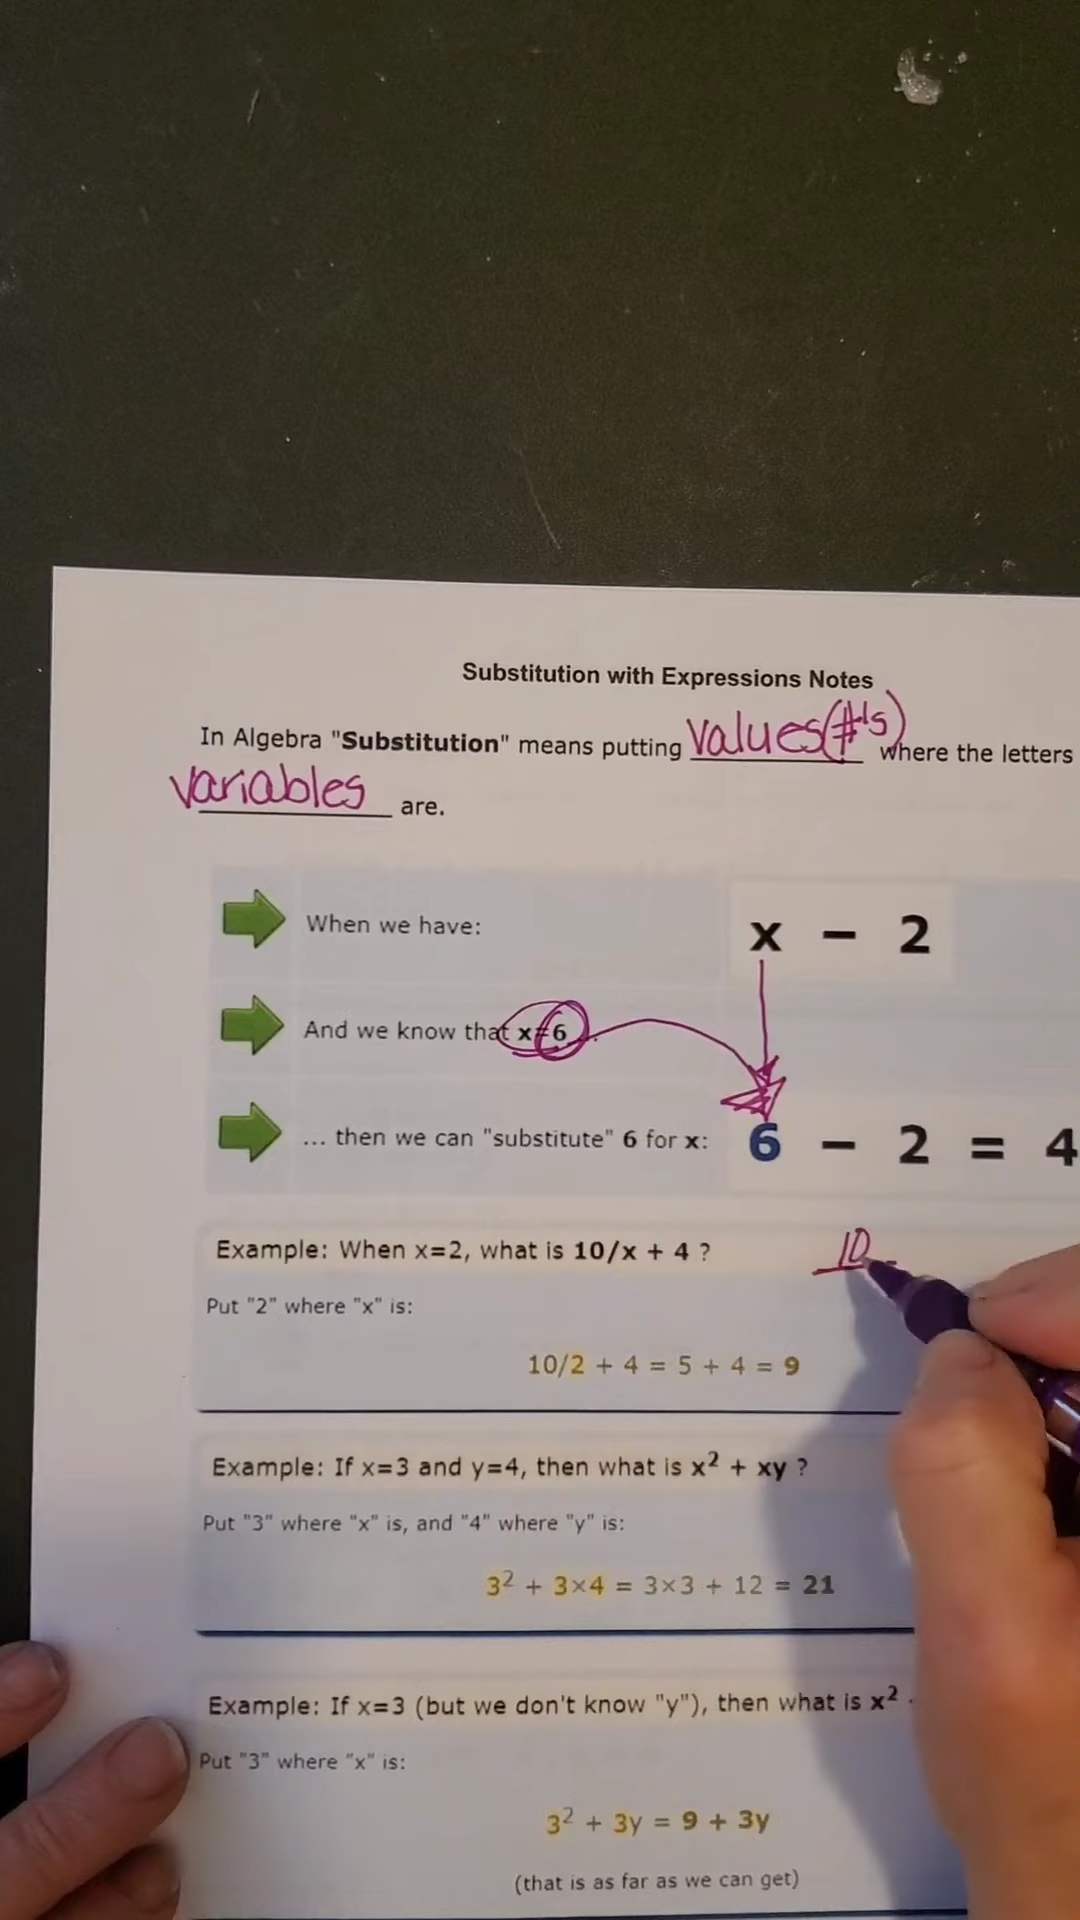 Substitution with Expressions Notes
In Algebra "Substitution" means putting values(#'s) where the letters
variables are.
When we have: x − 2
And we know that x=6...
... then we can "substitute" 6 for x: 6 − 2 = 4
Example: When x=2, what is 10/x + 4 ? 10
Put "2" where "x" is:
10/2 + 4 = 5 + 4 = 9
Example: If x=3 and y=4, then what is x² + xy ?
Put "3" where "x" is, and "4" where "y" is:
3² + 3×4 = 3×3 + 12 = 21
Example: If x=3 (but we don't know "y"), then what is x²
Put "3" where "x" is:
3² + 3y = 9 + 3y
(that is as far as we can get)